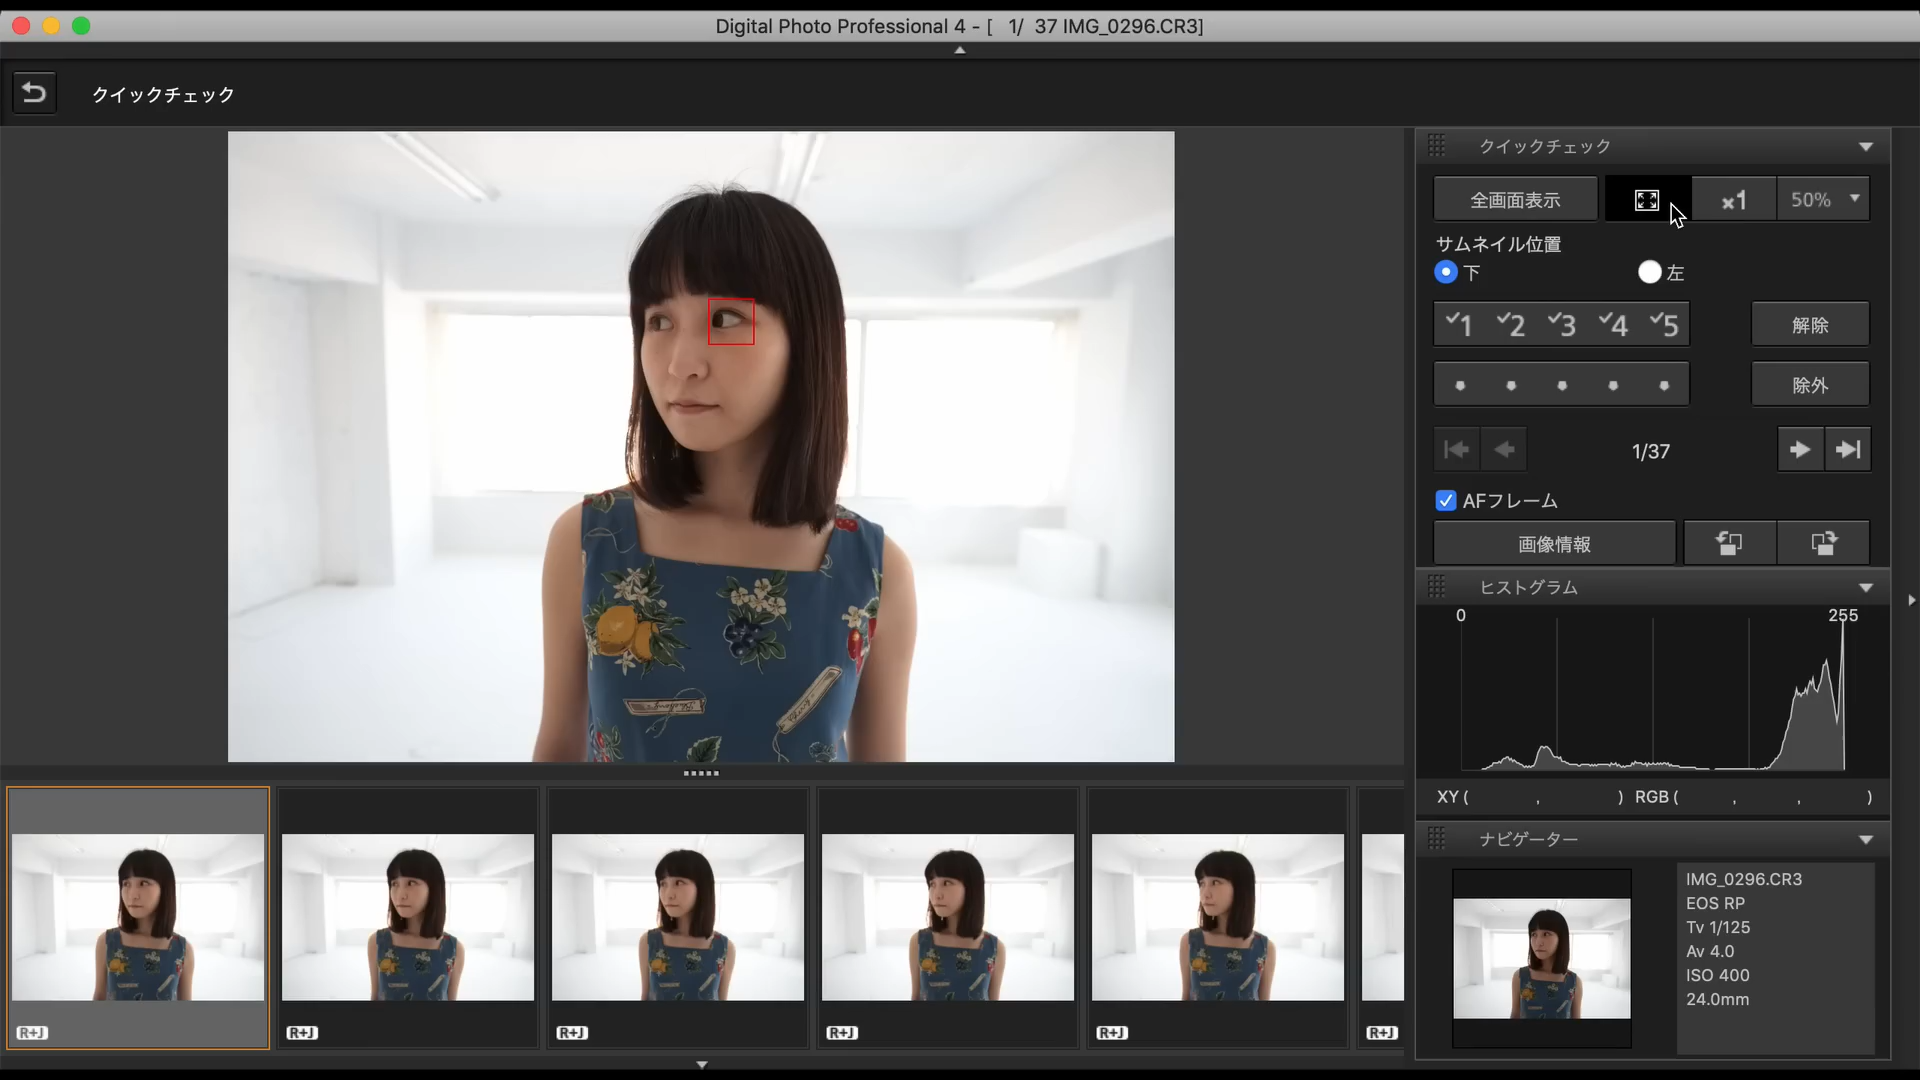 Digital Photo Professional 4 - [ 1/ 37 IMG_0296.CR3]
クイックチェック
クイックチェック
全画面表示
×1
50%
サムネイル位置
下
左
1 2 3 4 5
解除
除外
1/37
AFフレーム
画像情報
ヒストグラム
0
255
XY ( , ) RGB ( , , )
ナビゲーター
IMG_0296.CR3
EOS RP
Tv 1/125
Av 4.0
ISO 400
24.0mm
R+J
R+J
R+J
R+J
R+J
R+J